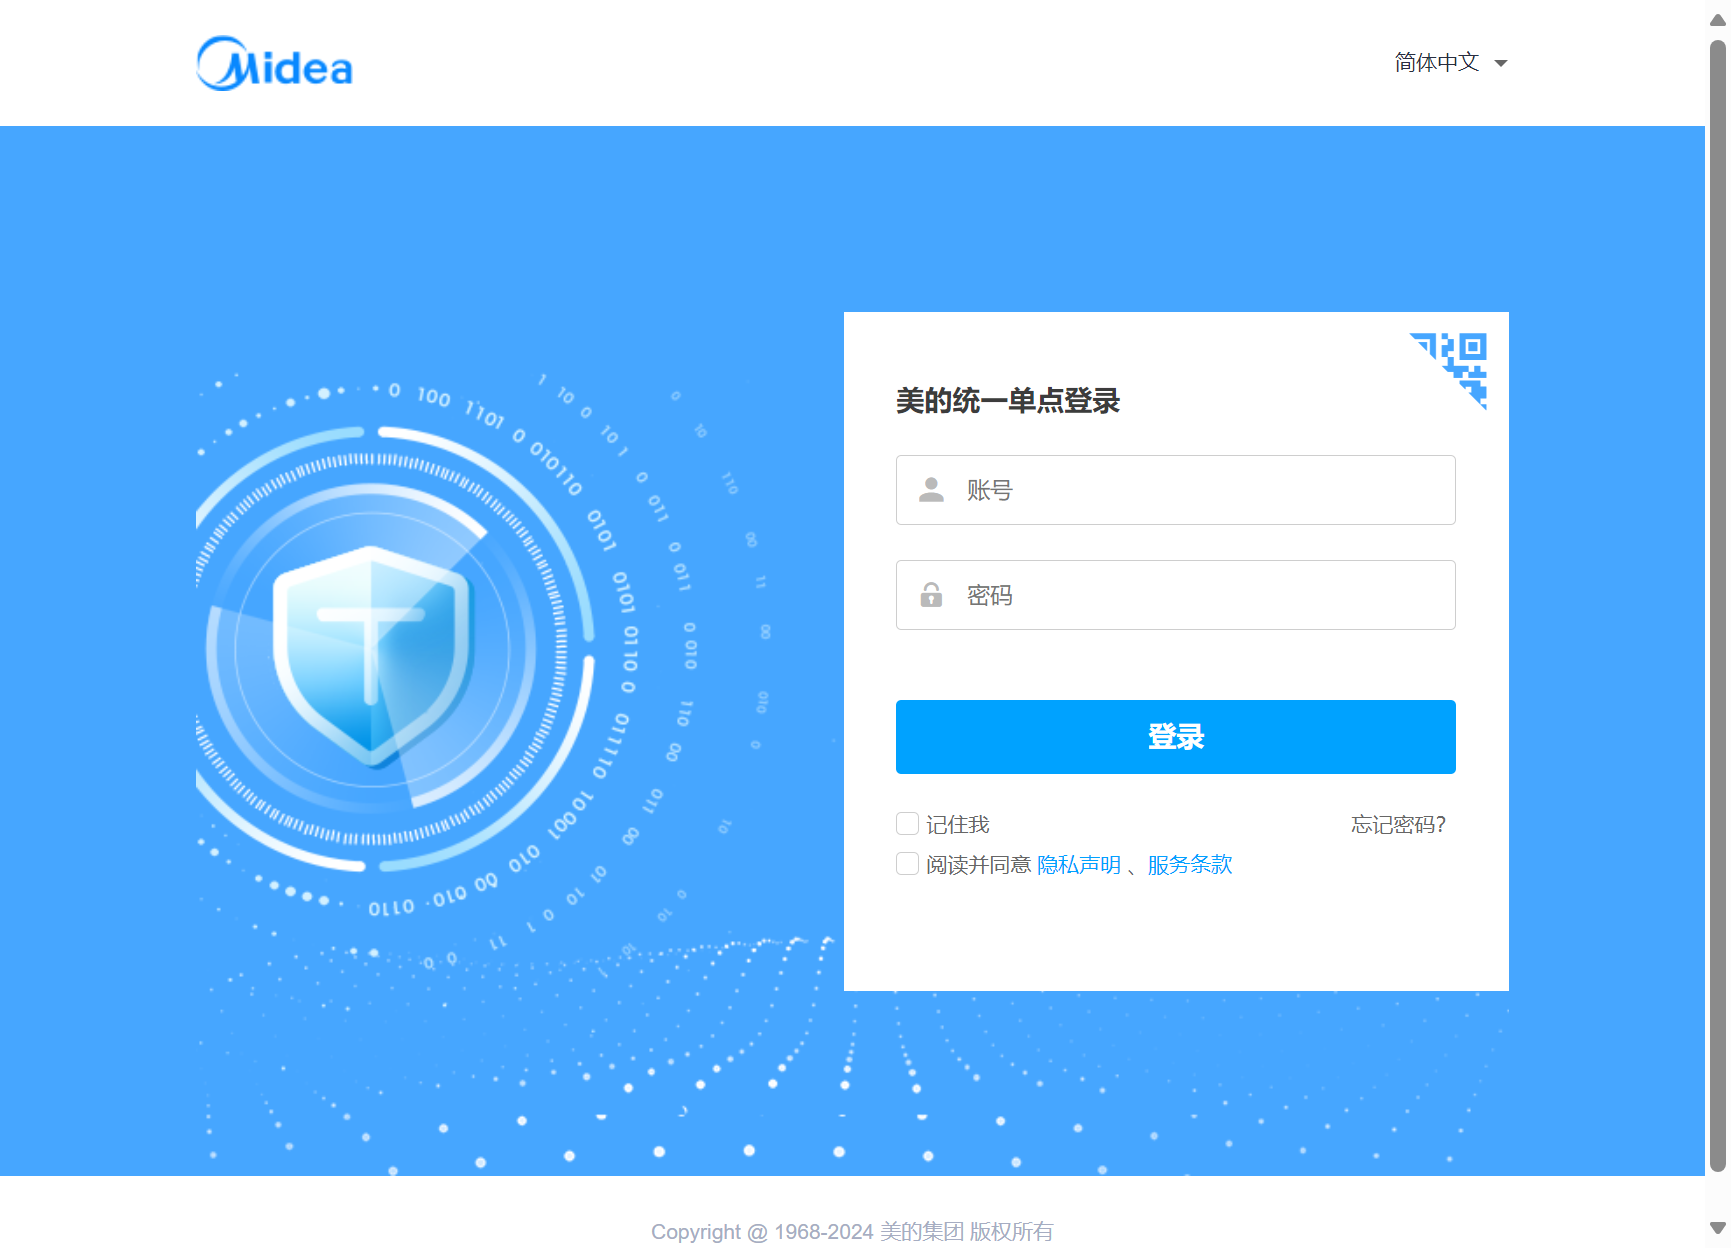 Midea
简体中文
美的统一单点登录
账号
密码
登录
记住我
忘记密码?
阅读并同意 隐私声明 、服务条款
Copyright @ 1968-2024 美的集团 版权所有